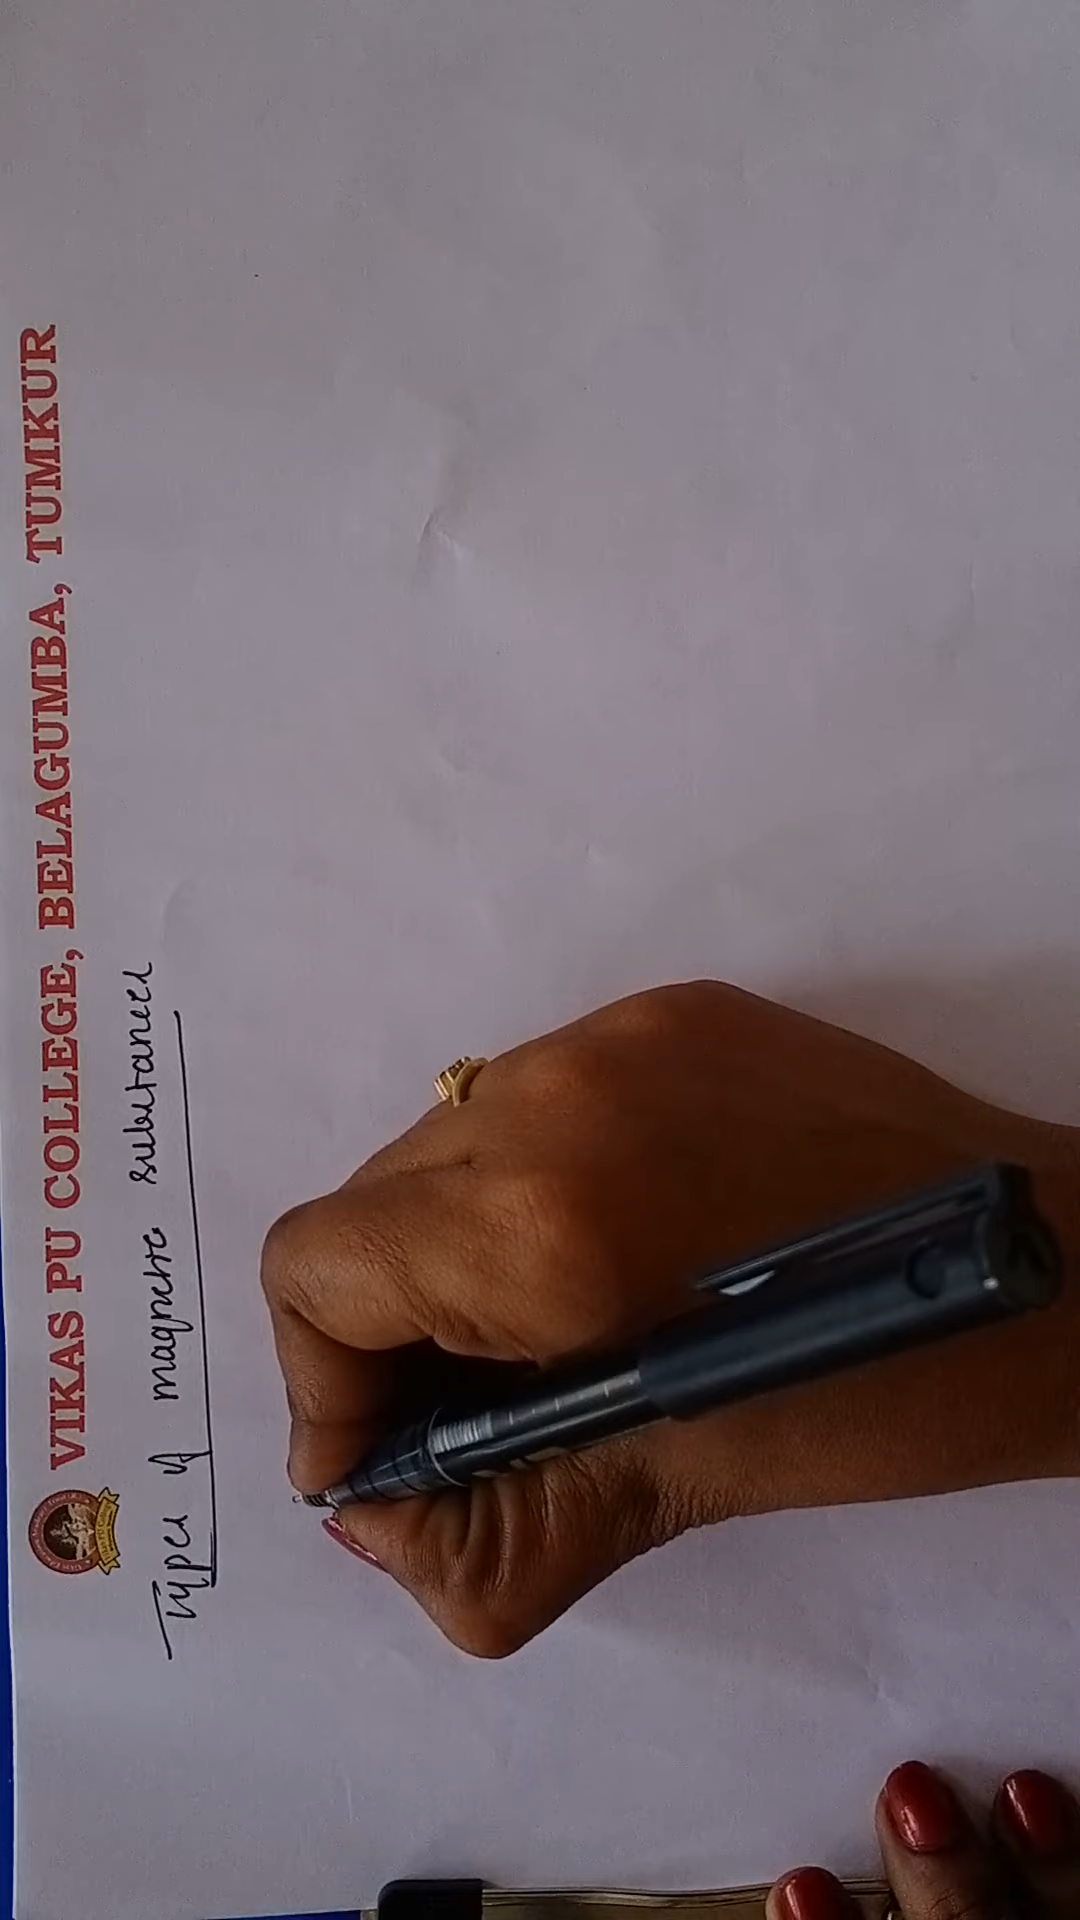 VIKAS PU COLLEGE, BELAGUMBA, TUMKUR
Types of magnetic substances